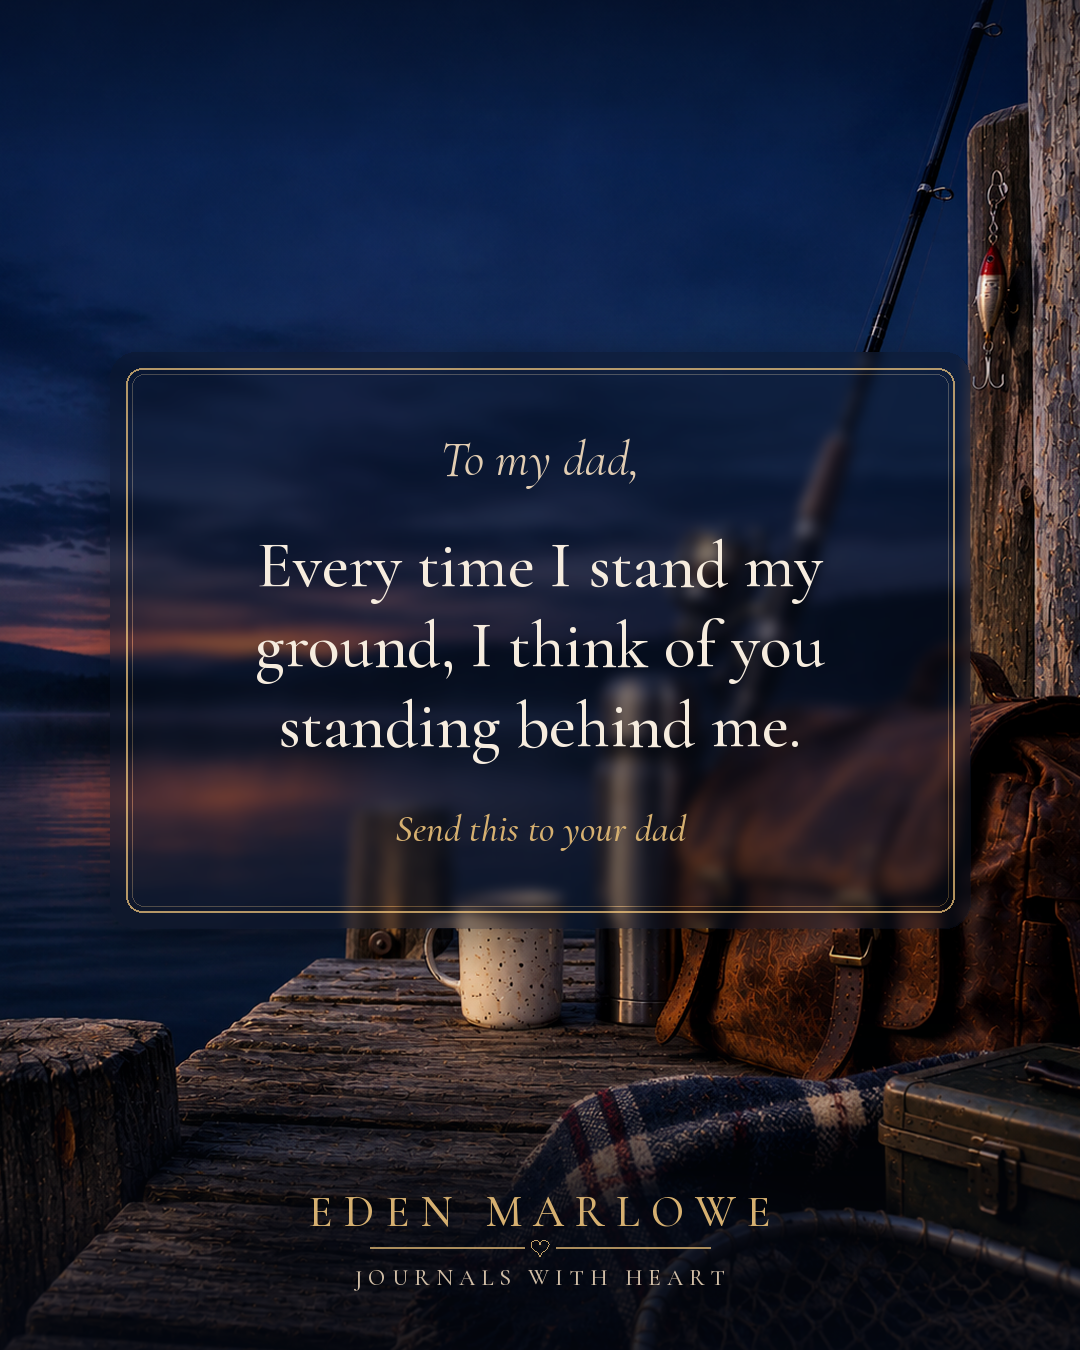 To my dad,
Every time I stand my
ground, I think of you
standing behind me.
Send this to your dad
EDEN MARLOWE
JOURNALS WITH HEART